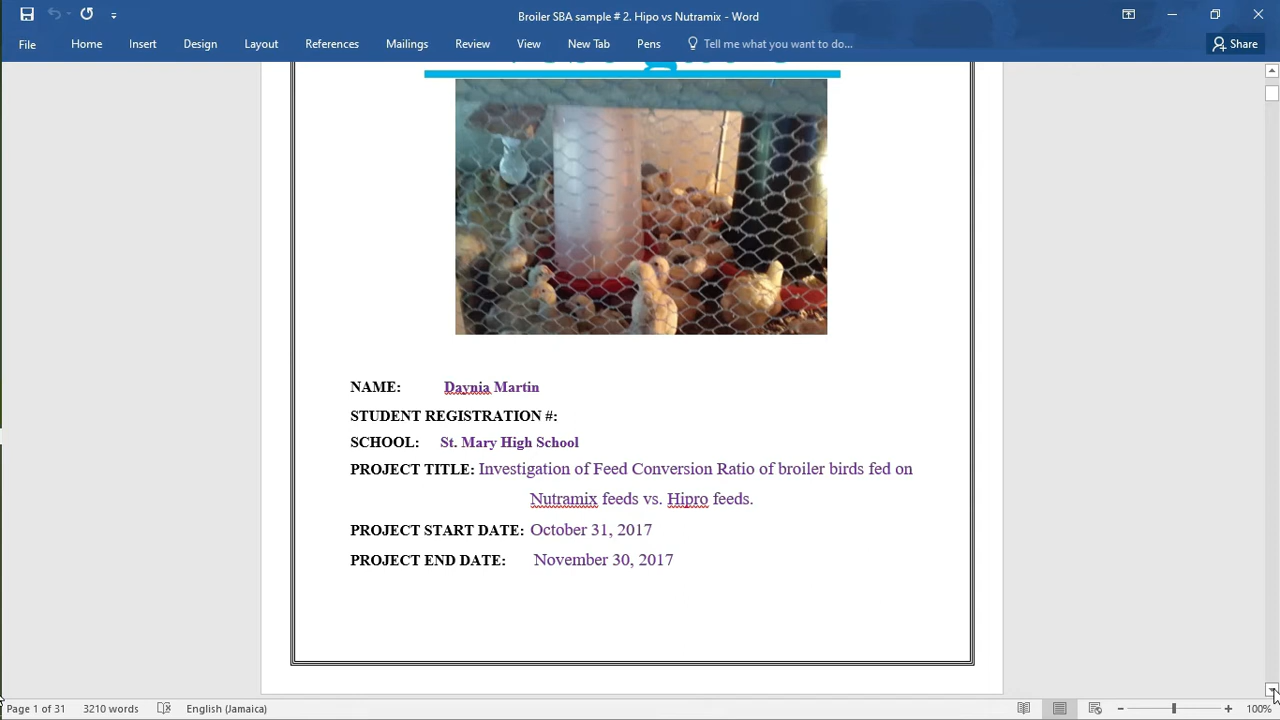 Broiler SBA sample # 2. Hipo vs Nutramix - Word
File Home Insert Design Layout References Mailings Review View New Tab Pens Tell me what you want to do... Share
NAME: Daynia Martin
STUDENT REGISTRATION #:
SCHOOL: St. Mary High School
PROJECT TITLE: Investigation of Feed Conversion Ratio of broiler birds fed on
Nutramix feeds vs. Hipro feeds.
PROJECT START DATE: October 31, 2017
PROJECT END DATE: November 30, 2017
Page 1 of 31 3210 words English (Jamaica) 100%